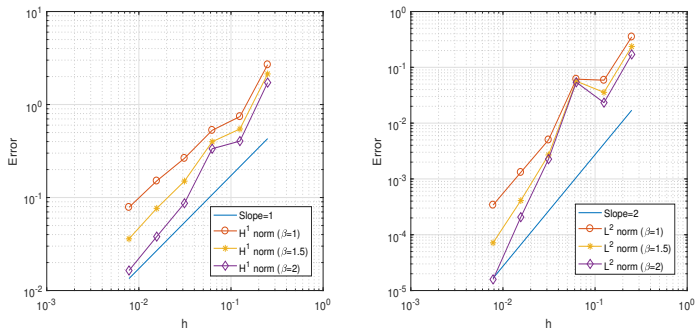 10^1
10^0
10^-1
10^-2
Error
10^-3
10^-2
10^-1
10^0
h
Slope=1
H^1 norm (β=1)
H^1 norm (β=1.5)
H^1 norm (β=2)
10^0
10^-1
10^-2
10^-3
10^-4
10^-5
Error
10^-3
10^-2
10^-1
10^0
h
Slope=2
L^2 norm (β=1)
L^2 norm (β=1.5)
L^2 norm (β=2)